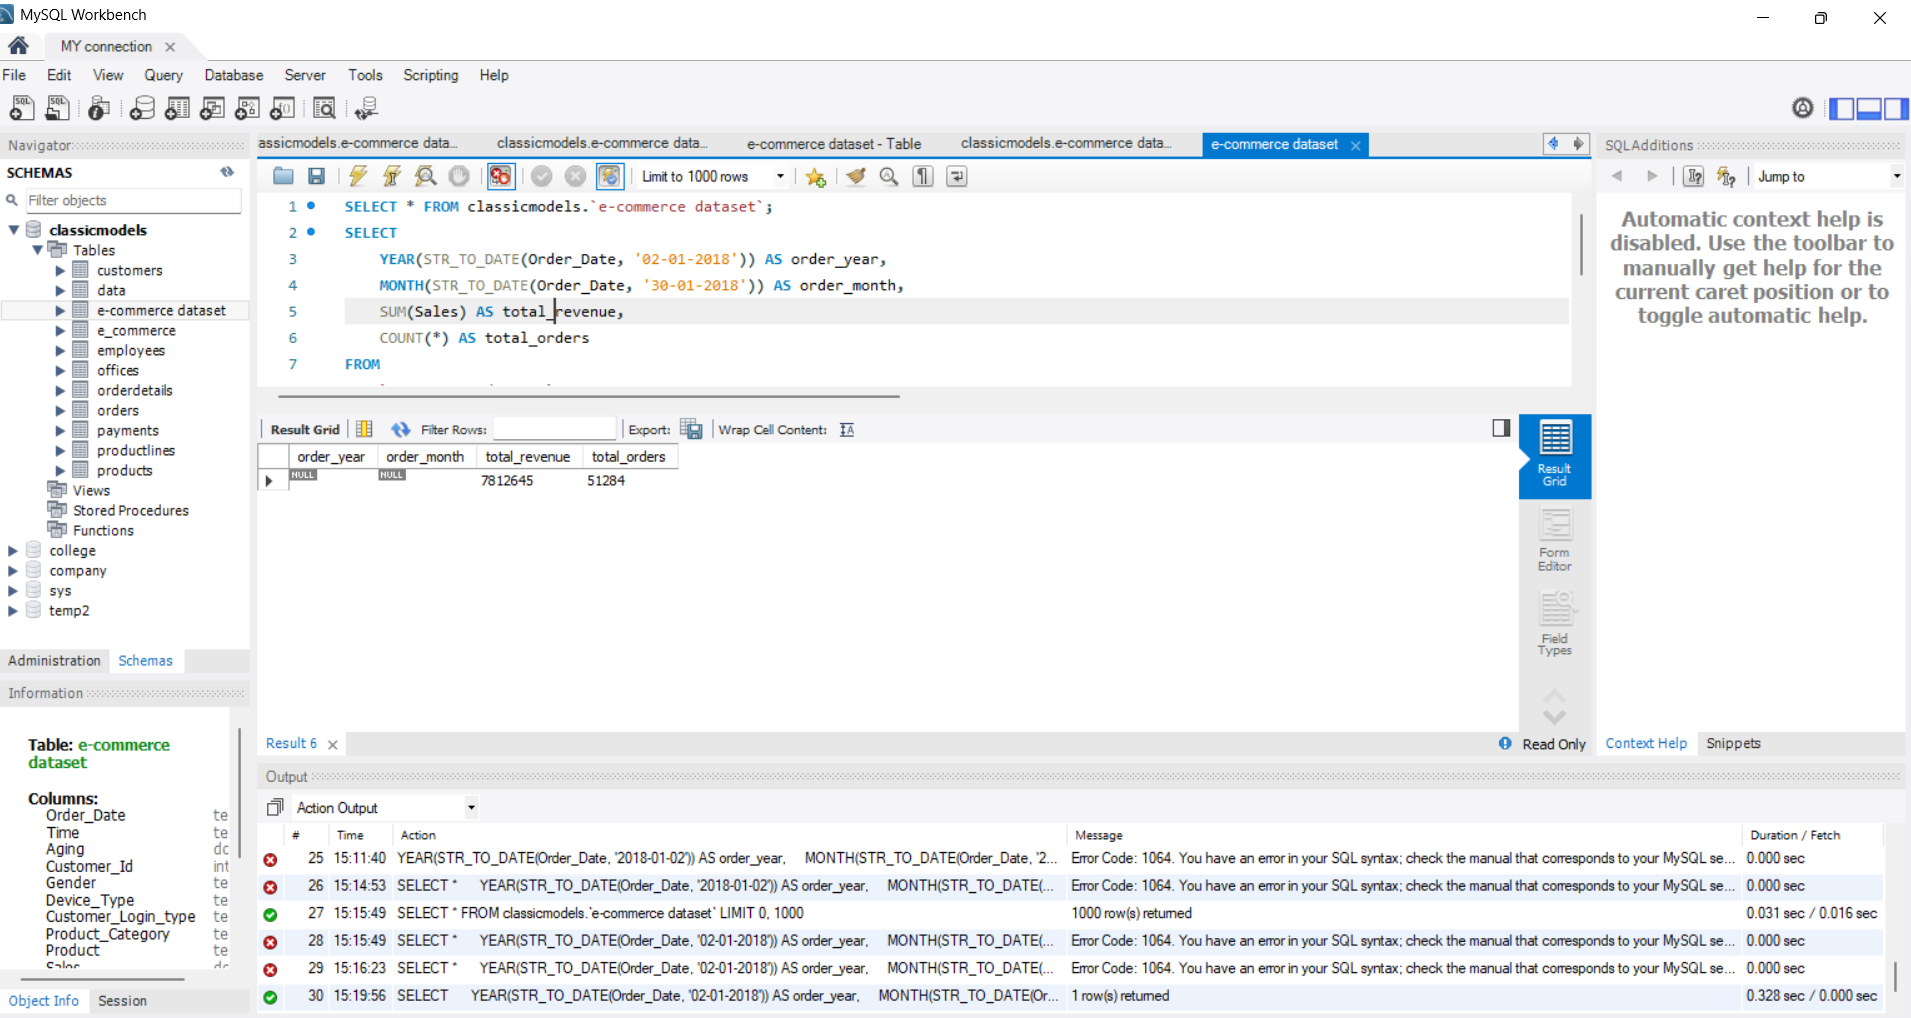 MySQL Workbench
MY connection
File Edit View Query Database Server Tools Scripting Help
Navigator
SCHEMAS
Filter objects
classicmodels
Tables
customers
data
e-commerce dataset
e_commerce
employees
offices
orderdetails
orders
payments
productlines
products
Views
Stored Procedures
Functions
college
company
sys
temp2
Administration Schemas
Information
Table: e-commerce
dataset
Columns:
Order_Date te
Time te
Aging dc
Customer_Id int
Gender te
Device_Type te
Customer_Login_type te
Product_Category te
Product te
Sales
Object Info Session
assicmodels.e-commerce data... classicmodels.e-commerce data... e-commerce dataset - Table classicmodels.e-commerce data... e-commerce dataset
Limit to 1000 rows
1 SELECT * FROM classicmodels.`e-commerce dataset`;
2 SELECT
3 YEAR(STR_TO_DATE(Order_Date, '02-01-2018')) AS order_year,
4 MONTH(STR_TO_DATE(Order_Date, '30-01-2018')) AS order_month,
5 SUM(Sales) AS total_revenue,
6 COUNT(*) AS total_orders
7 FROM
Result Grid Filter Rows: Export: Wrap Cell Content:
order_year order_month total_revenue total_orders
NULL NULL 7812645 51284
Result Grid
Form Editor
Field Types
Result 6 Read Only
SQLAdditions
Jump to
Automatic context help is
disabled. Use the toolbar to
manually get help for the
current caret position or to
toggle automatic help.
Context Help Snippets
Output
Action Output
# Time Action Message Duration / Fetch
25 15:11:40 YEAR(STR_TO_DATE(Order_Date, '2018-01-02')) AS order_year, MONTH(STR_TO_DATE(Order_Date, '2... Error Code: 1064. You have an error in your SQL syntax; check the manual that corresponds to your MySQL se... 0.000 sec
26 15:14:53 SELECT * YEAR(STR_TO_DATE(Order_Date, '2018-01-02')) AS order_year, MONTH(STR_TO_DATE(... Error Code: 1064. You have an error in your SQL syntax; check the manual that corresponds to your MySQL se... 0.000 sec
27 15:15:49 SELECT * FROM classicmodels.`e-commerce dataset` LIMIT 0, 1000 1000 row(s) returned 0.031 sec / 0.016 sec
28 15:15:49 SELECT * YEAR(STR_TO_DATE(Order_Date, '02-01-2018')) AS order_year, MONTH(STR_TO_DATE(... Error Code: 1064. You have an error in your SQL syntax; check the manual that corresponds to your MySQL se... 0.000 sec
29 15:16:23 SELECT * YEAR(STR_TO_DATE(Order_Date, '02-01-2018')) AS order_year, MONTH(STR_TO_DATE(... Error Code: 1064. You have an error in your SQL syntax; check the manual that corresponds to your MySQL se... 0.000 sec
30 15:19:56 SELECT YEAR(STR_TO_DATE(Order_Date, '02-01-2018')) AS order_year, MONTH(STR_TO_DATE(Or... 1 row(s) returned 0.328 sec / 0.000 sec